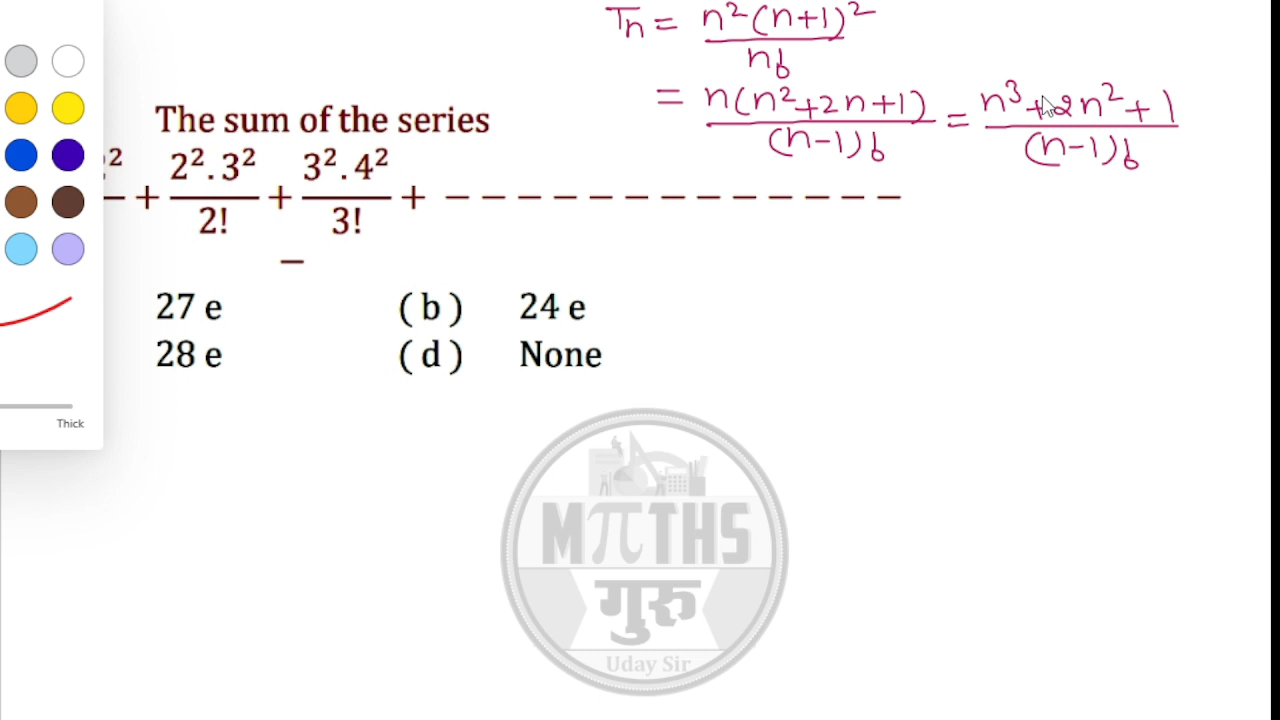 Tn = n²(n+1)² / n!
= n(n²+2n+1) / (n-1)! = n³+2n²+1 / (n-1)!
The sum of the series
2² + 2².3² / 2! + 3².4² / 3! + - - - - - - - - - - - - -
–
27 e (b) 24 e
28 e (d) None
Thick
MπTHS
गुरु
Uday Sir